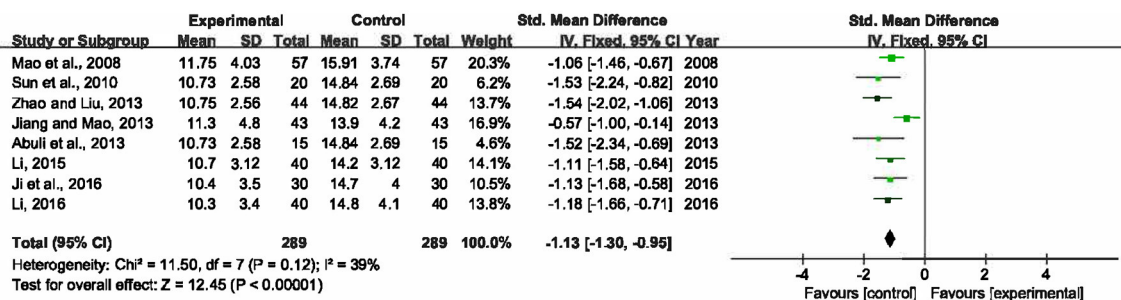 Experimental Control Std. Mean Difference Std. Mean Difference
Study or Subgroup Mean SD Total Mean SD Total Weight IV, Fixed, 95% CI Year IV, Fixed, 95% CI
Mao et al., 2008 11.75 4.03 57 15.91 3.74 57 20.3% -1.06 [-1.46, -0.67] 2008
Sun et al., 2010 10.73 2.58 20 14.84 2.69 20 6.2% -1.53 [-2.24, -0.82] 2010
Zhao and Liu, 2013 10.75 2.56 44 14.82 2.67 44 13.7% -1.54 [-2.02, -1.06] 2013
Jiang and Mao, 2013 11.3 4.8 43 13.9 4.2 43 16.9% -0.57 [-1.00, -0.14] 2013
Abuli et al., 2013 10.73 2.58 15 14.84 2.69 15 4.6% -1.52 [-2.34, -0.69] 2013
Li, 2015 10.7 3.12 40 14.2 3.12 40 14.1% -1.11 [-1.58, -0.64] 2015
Ji et al., 2016 10.4 3.5 30 14.7 4 30 10.5% -1.13 [-1.68, -0.58] 2016
Li, 2016 10.3 3.4 40 14.8 4.1 40 13.8% -1.18 [-1.66, -0.71] 2016
Total (95% CI) 289 289 100.0% -1.13 [-1.30, -0.95]
Heterogeneity: Chi² = 11.50, df = 7 (P = 0.12); I² = 39%
Test for overall effect: Z = 12.45 (P < 0.00001)
-4 -2 0 2 4
Favours [control] Favours [experimental]